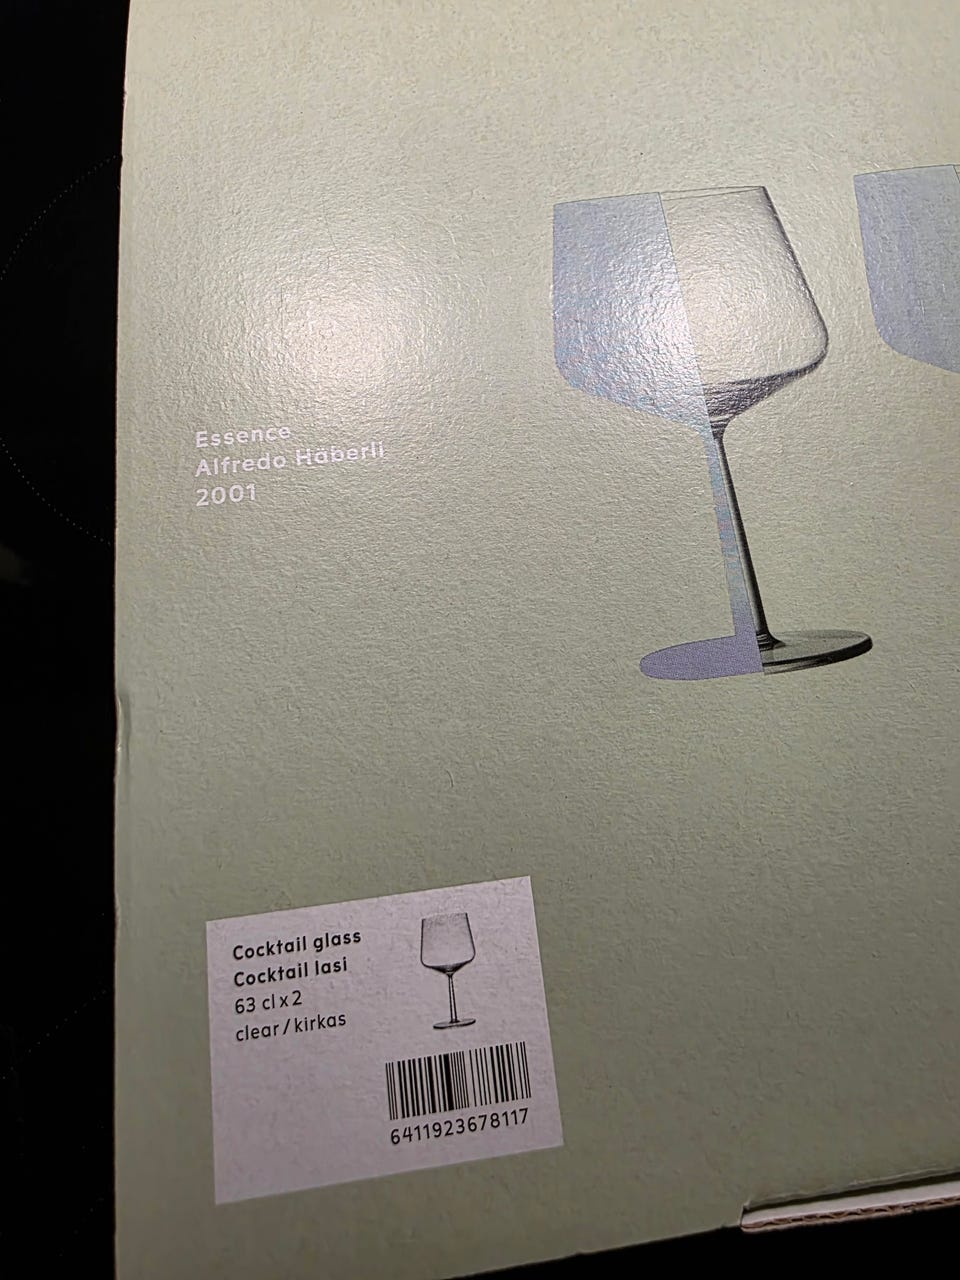 Essence
Alfredo Häberli
2001
Cocktail glass
Cocktail lasi
63 cl x 2
clear / kirkas
6411923678117